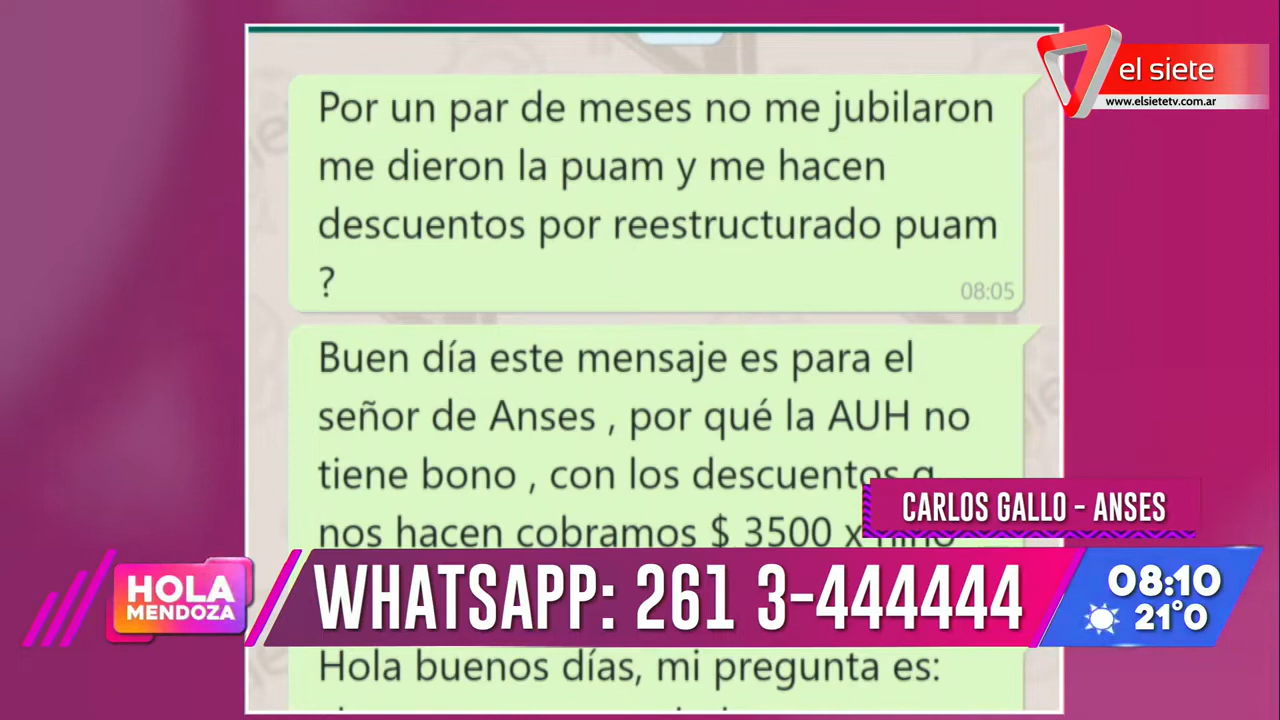 el siete
www.elsietetv.com.ar
Por un par de meses no me jubilaron
me dieron la puam y me hacen
descuentos por reestructurado puam
?
08:05
Buen día este mensaje es para el
señor de Anses , por qué la AUH no
tiene bono , con los descuentos q
nos hacen cobramos $ 3500 x niño
CARLOS GALLO - ANSES
HOLA
MENDOZA
WHATSAPP: 261 3-444444
08:10
21°0
Hola buenos días, mi pregunta es: